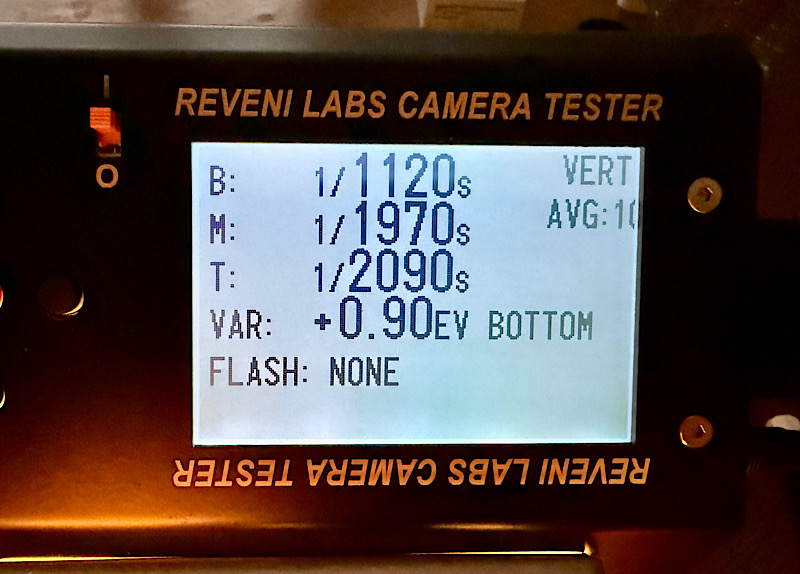 REVENI LABS CAMERA TESTER
O
B: 1/1120s VERT
M: 1/1970s AVG:10
T: 1/2090s
VAR: +0.90EV BOTTOM
FLASH: NONE
REVENI LABS CAMERA TESTER